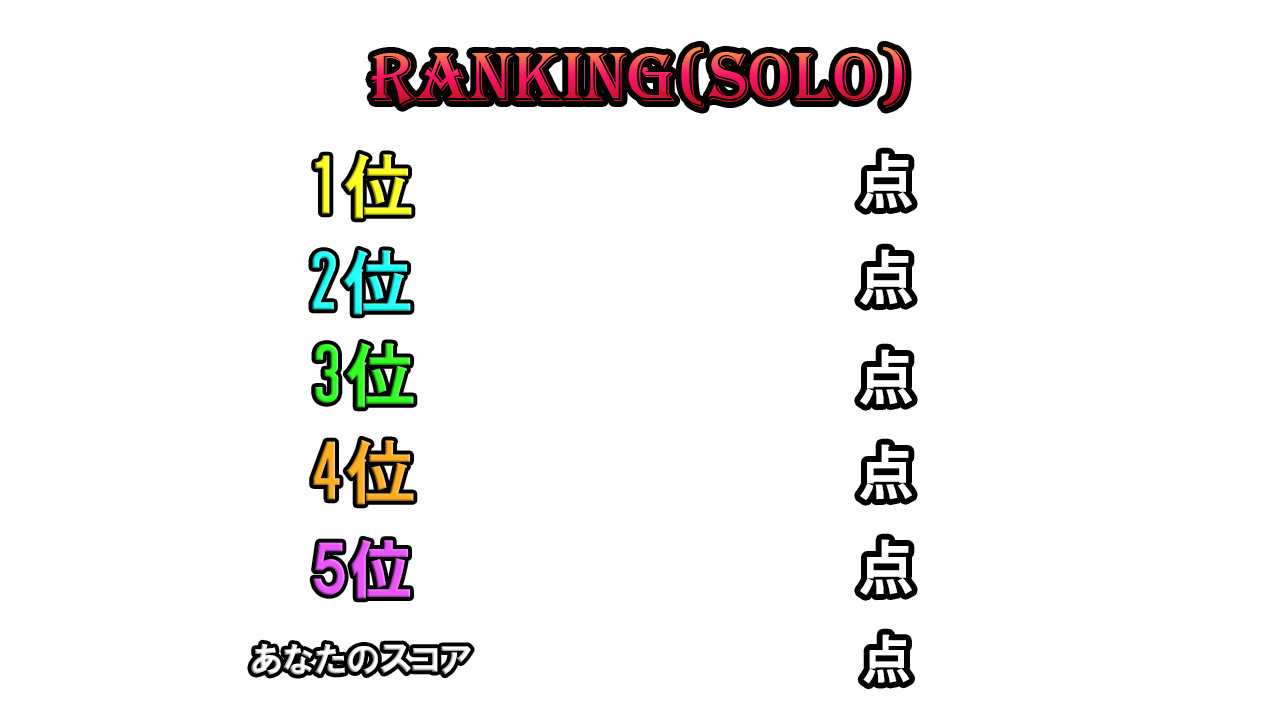 RANKING(SOLO)
1位 点
2位 点
3位 点
4位 点
5位 点
あなたのスコア 点